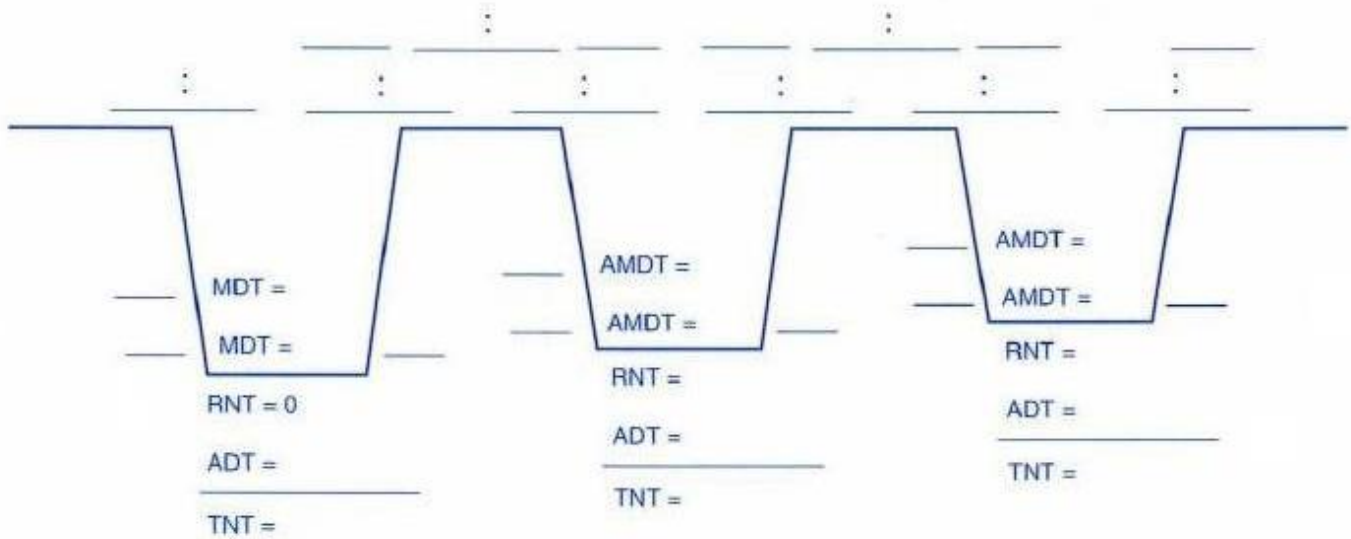 : :
: : : : : :
MDT =
MDT =
RNT = 0
ADT =
TNT =
AMDT =
AMDT =
RNT =
ADT =
TNT =
AMDT =
AMDT =
RNT =
ADT =
TNT =